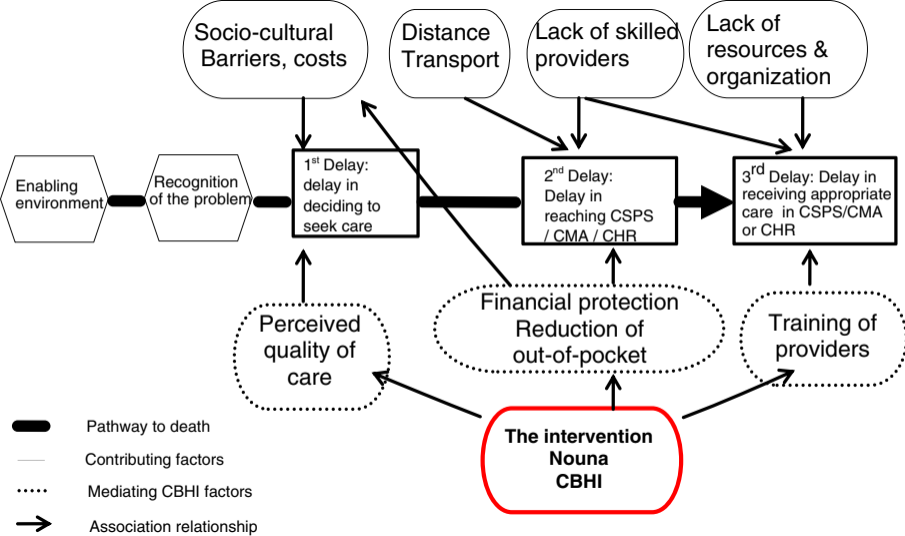 Socio-cultural
Barriers, costs
Distance
Transport
Lack of skilled
providers
Lack of
resources &
organization
Enabling
environment
Recognition
of the problem
1st Delay:
delay in
deciding to
seek care
2nd Delay:
Delay in
reaching CSPS
/ CMA / CHR
3rd Delay: Delay in
receiving appropriate
care in CSPS/CMA
or CHR
Perceived
quality of
care
Financial protection
Reduction of
out-of-pocket
Training of
providers
The intervention
Nouna
CBHI
Pathway to death
Contributing factors
Mediating CBHI factors
Association relationship